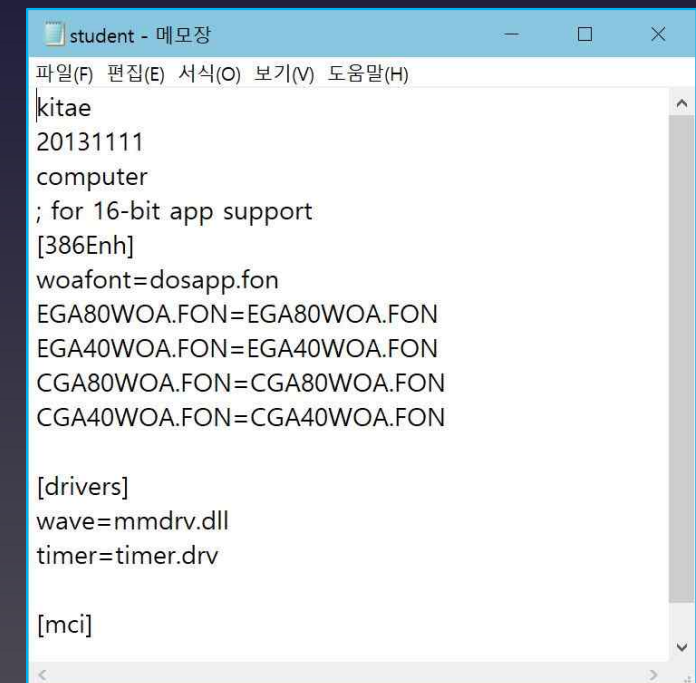 student - 메모장
파일(F) 편집(E) 서식(O) 보기(V) 도움말(H)
kitae
20131111
computer
; for 16-bit app support
[386Enh]
woafont=dosapp.fon
EGA80WOA.FON=EGA80WOA.FON
EGA40WOA.FON=EGA40WOA.FON
CGA80WOA.FON=CGA80WOA.FON
CGA40WOA.FON=CGA40WOA.FON
[drivers]
wave=mmdrv.dll
timer=timer.drv
[mci]